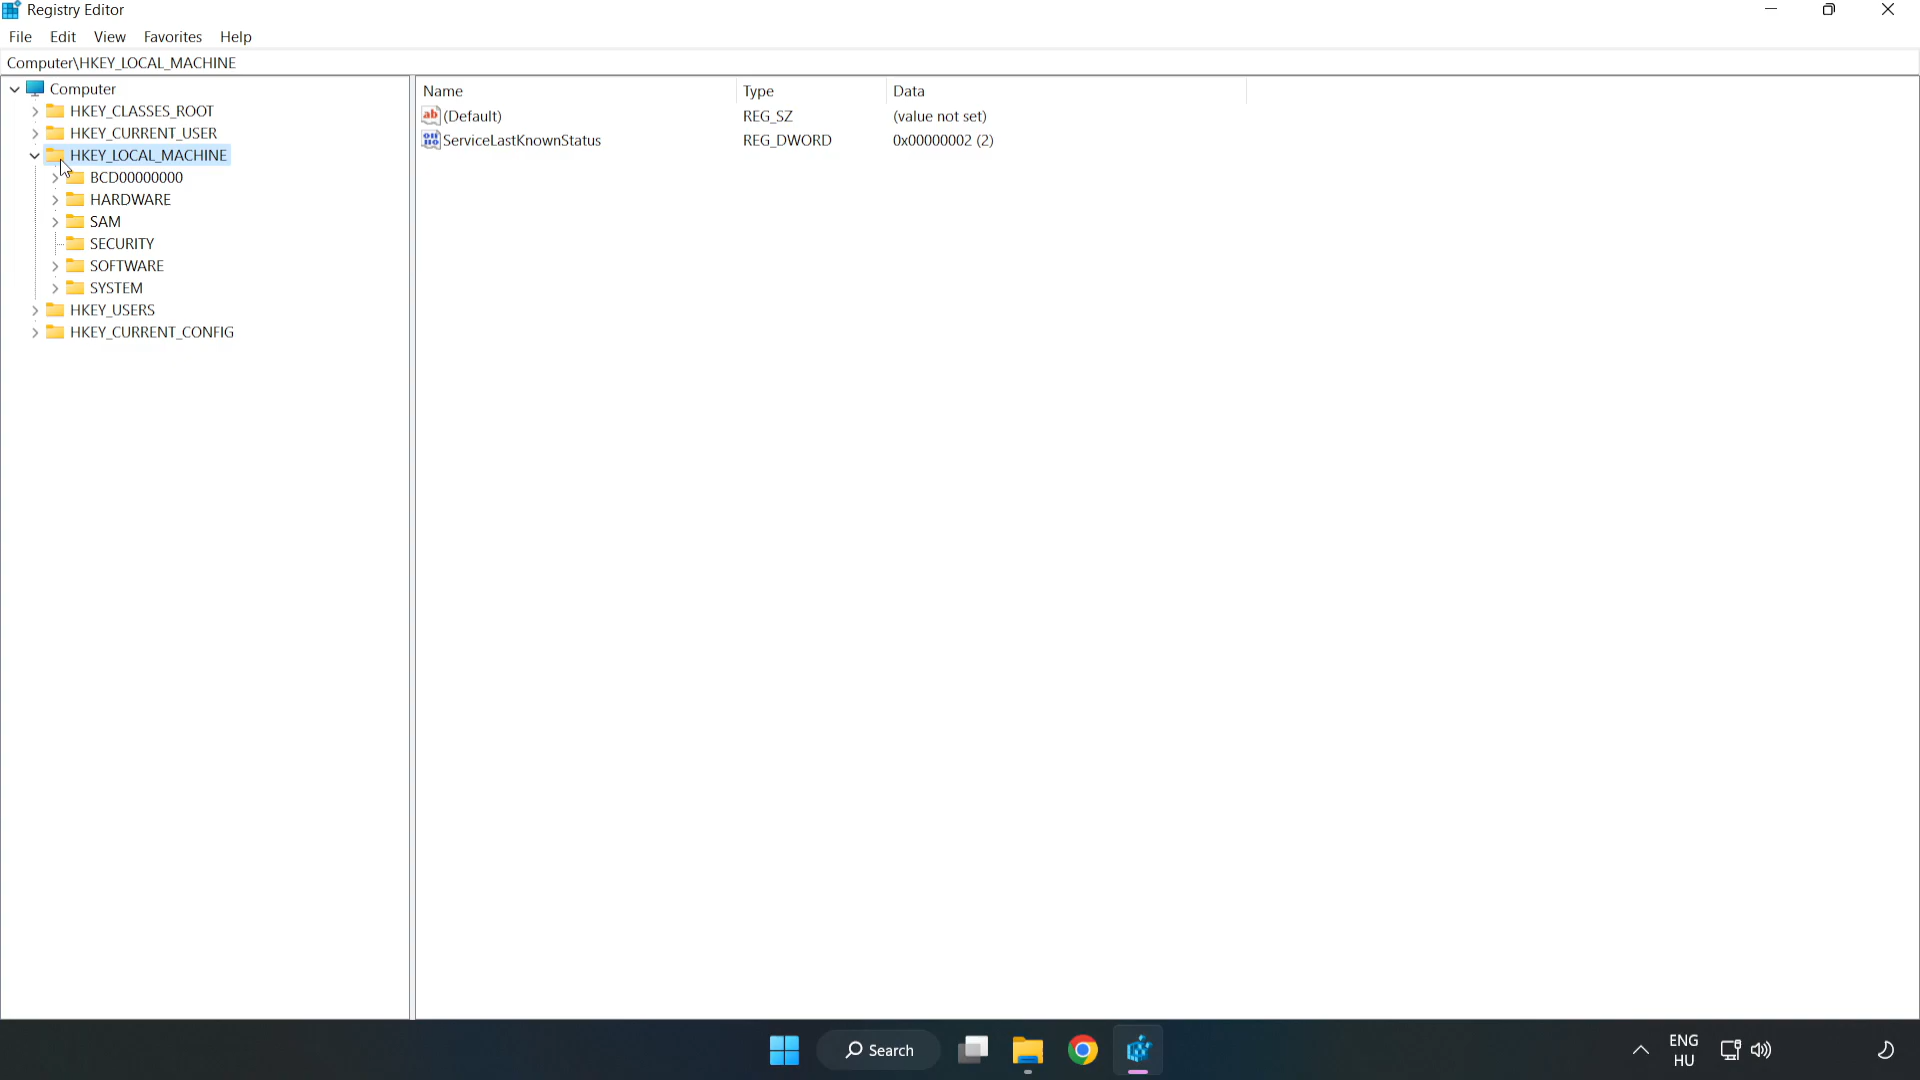 Registry Editor
File Edit View Favorites Help
Computer\HKEY_LOCAL_MACHINE
Computer
HKEY_CLASSES_ROOT
HKEY_CURRENT_USER
HKEY_LOCAL_MACHINE
BCD00000000
HARDWARE
SAM
SECURITY
SOFTWARE
SYSTEM
HKEY_USERS
HKEY_CURRENT_CONFIG
Name Type Data
(Default) REG_SZ (value not set)
ServiceLastKnownStatus REG_DWORD 0x00000002 (2)
Search
ENG
HU